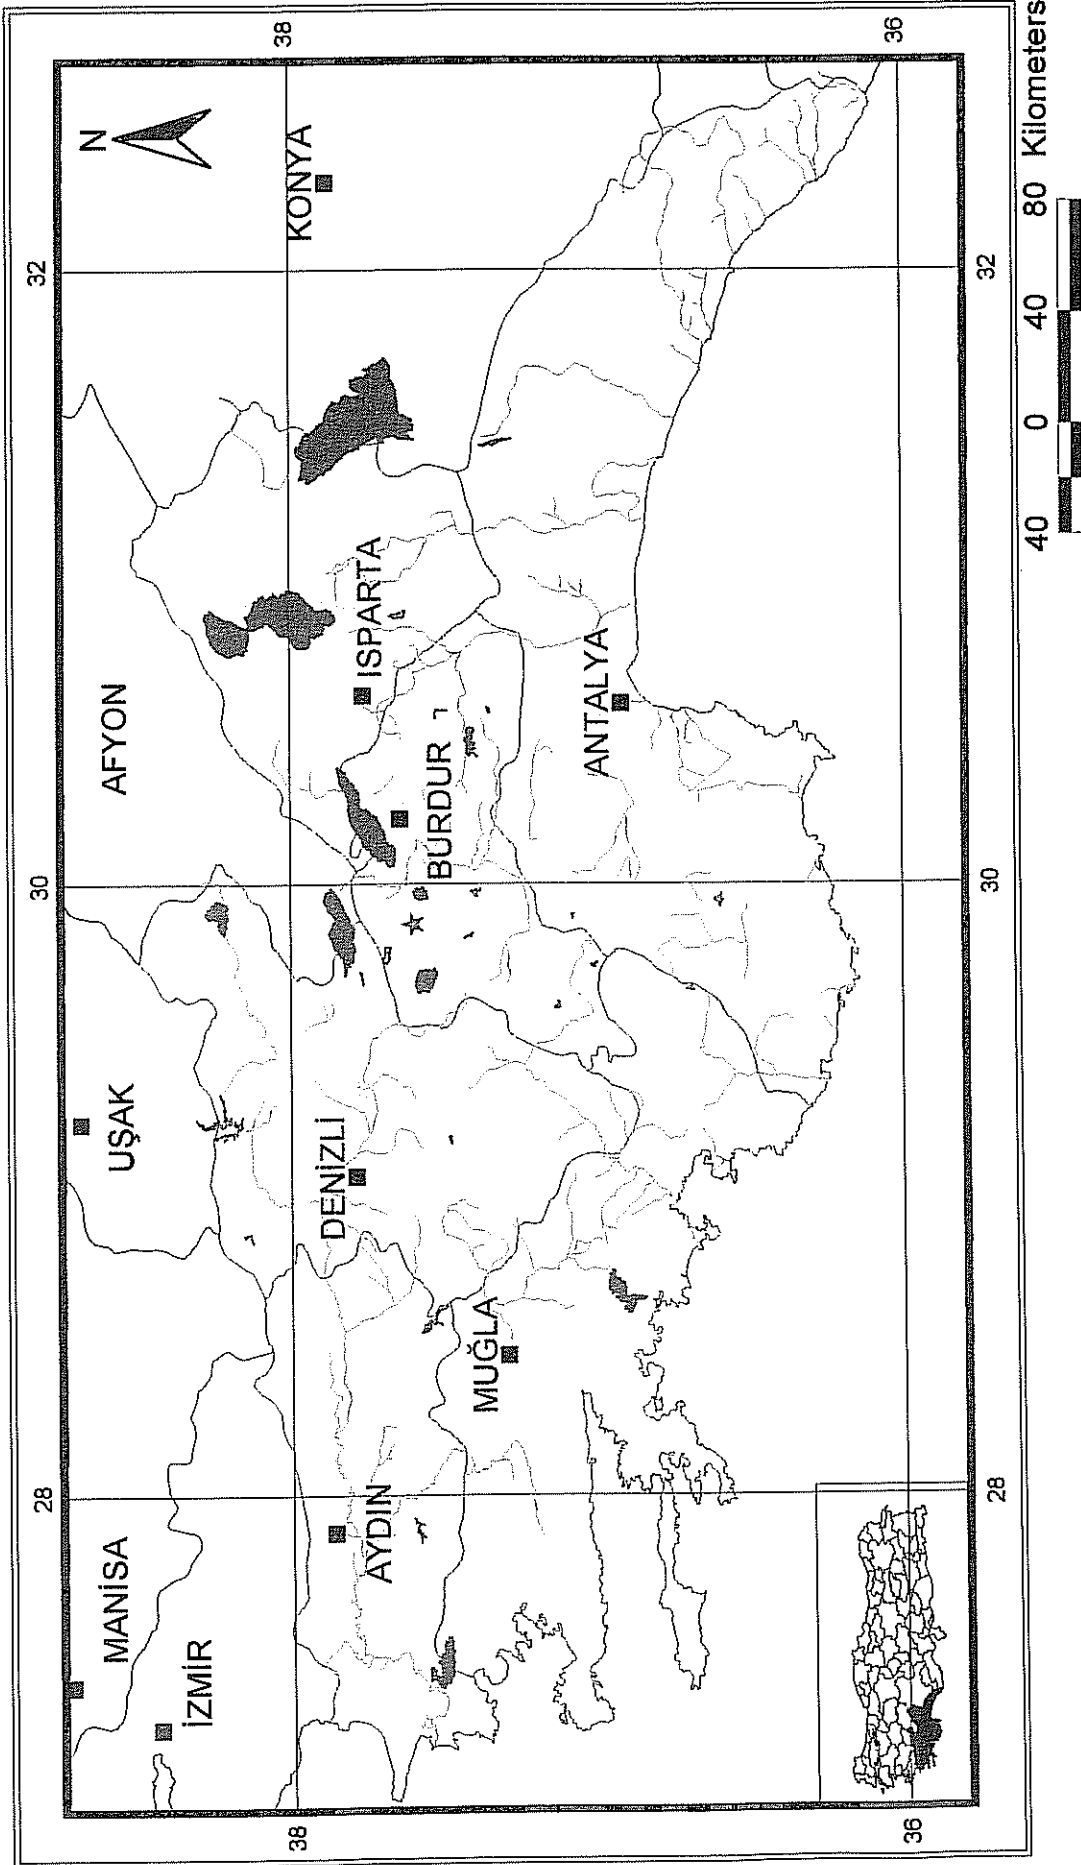 28
30
32
MANİSA
UŞAK
AFYON
N
İZMİR
38
38
KONYA
AYDIN
DENİZLİ
ISPARTA
BURDUR
MUĞLA
ANTALYA
36
36
28
30
32
40 0 40 80 Kilometers